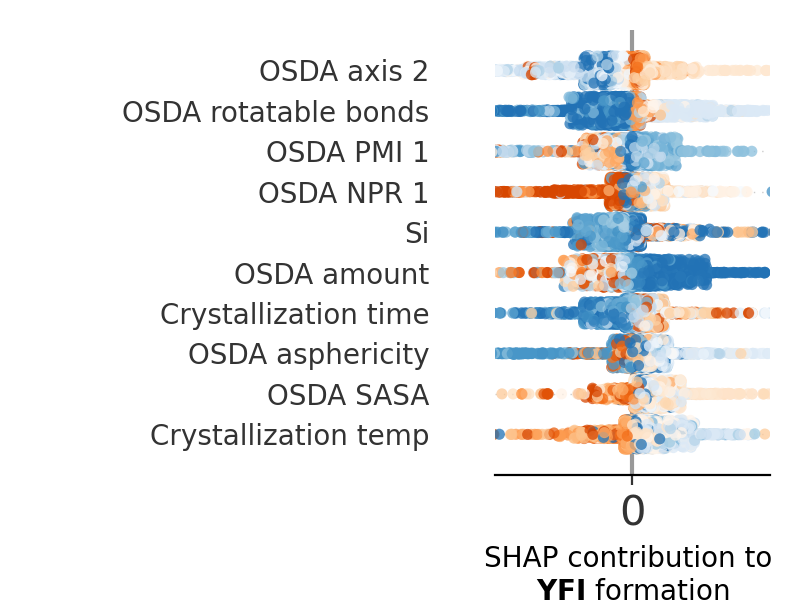 OSDA axis 2
OSDA rotatable bonds
OSDA PMI 1
OSDA NPR 1
Si
OSDA amount
Crystallization time
OSDA asphericity
OSDA SASA
Crystallization temp
0
SHAP contribution to
YFI formation